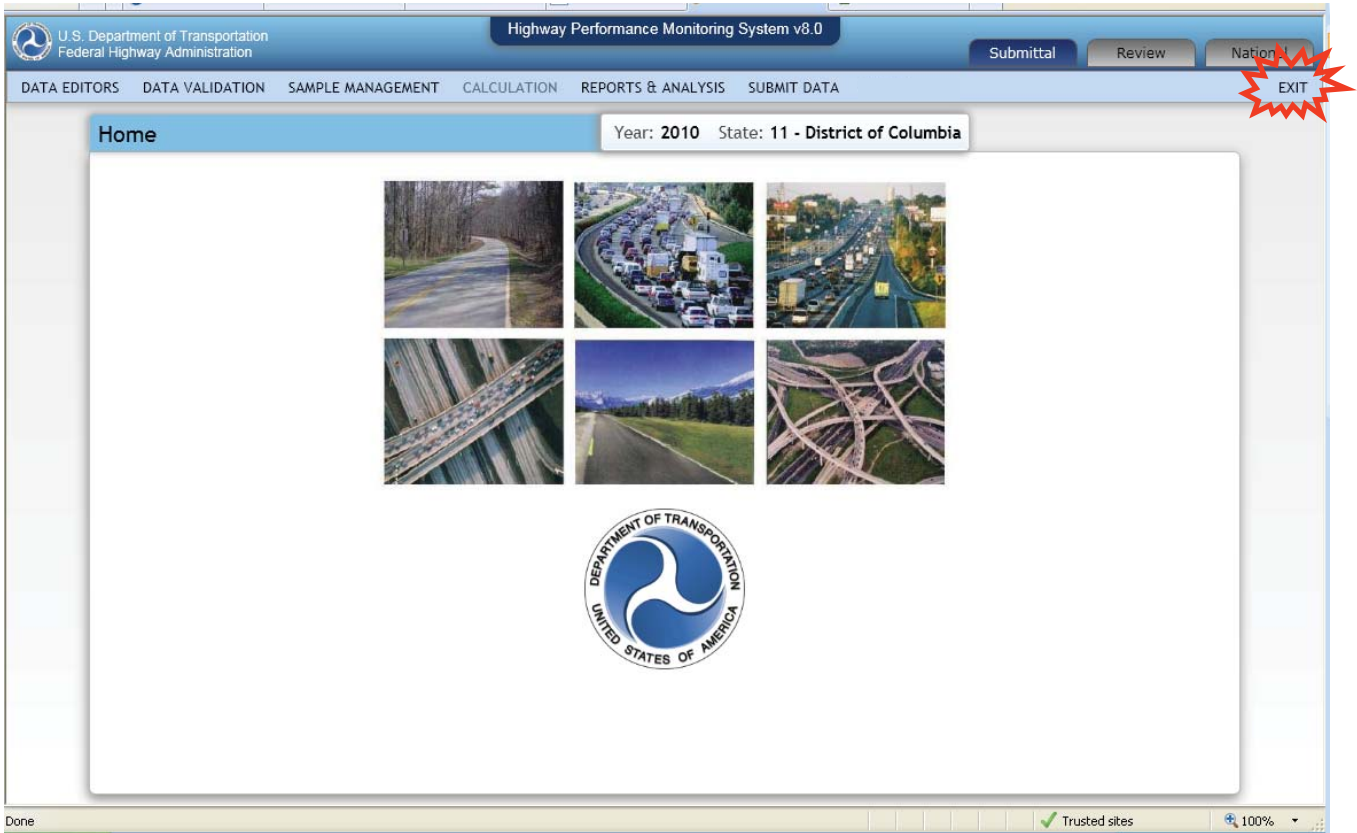 U.S. Department of Transportation
Federal Highway Administration
Highway Performance Monitoring System v8.0
Submittal
Review
National
DATA EDITORS DATA VALIDATION SAMPLE MANAGEMENT CALCULATION REPORTS & ANALYSIS SUBMIT DATA EXIT
Home
Year: 2010 State: 11 - District of Columbia
DEPARTMENT OF TRANSPORTATION
UNITED STATES OF AMERICA
Done
Trusted sites
100%